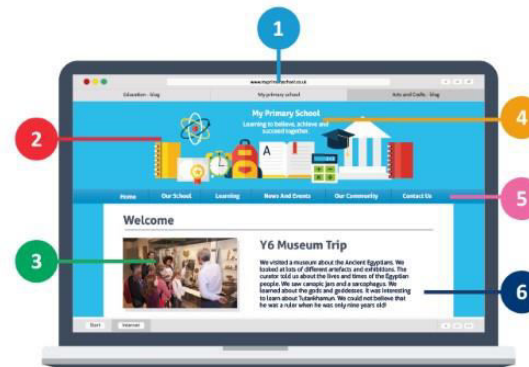 1
www.myprimaryschool.co.uk
Education - blog
My primary school
Arts and Crafts - blog
My Primary School
Learning to believe, achieve and
succeed together.
2
4
A
Home
Our School
Learning
News And Events
Our Community
Contact Us
5
Welcome
3
Y6 Museum Trip
We visited a museum about the Ancient Egyptians. We
looked at lots of different artefacts and exhibitions. The
curator told us about the lives and times of the Egyptian
people. We saw canopic jars and a sarcophagus. We
learned about the gods and goddesses. It was interesting
to learn about Tutankhamun. We could not believe that
he was a ruler when he was only nine years old!
6
Start
Internet